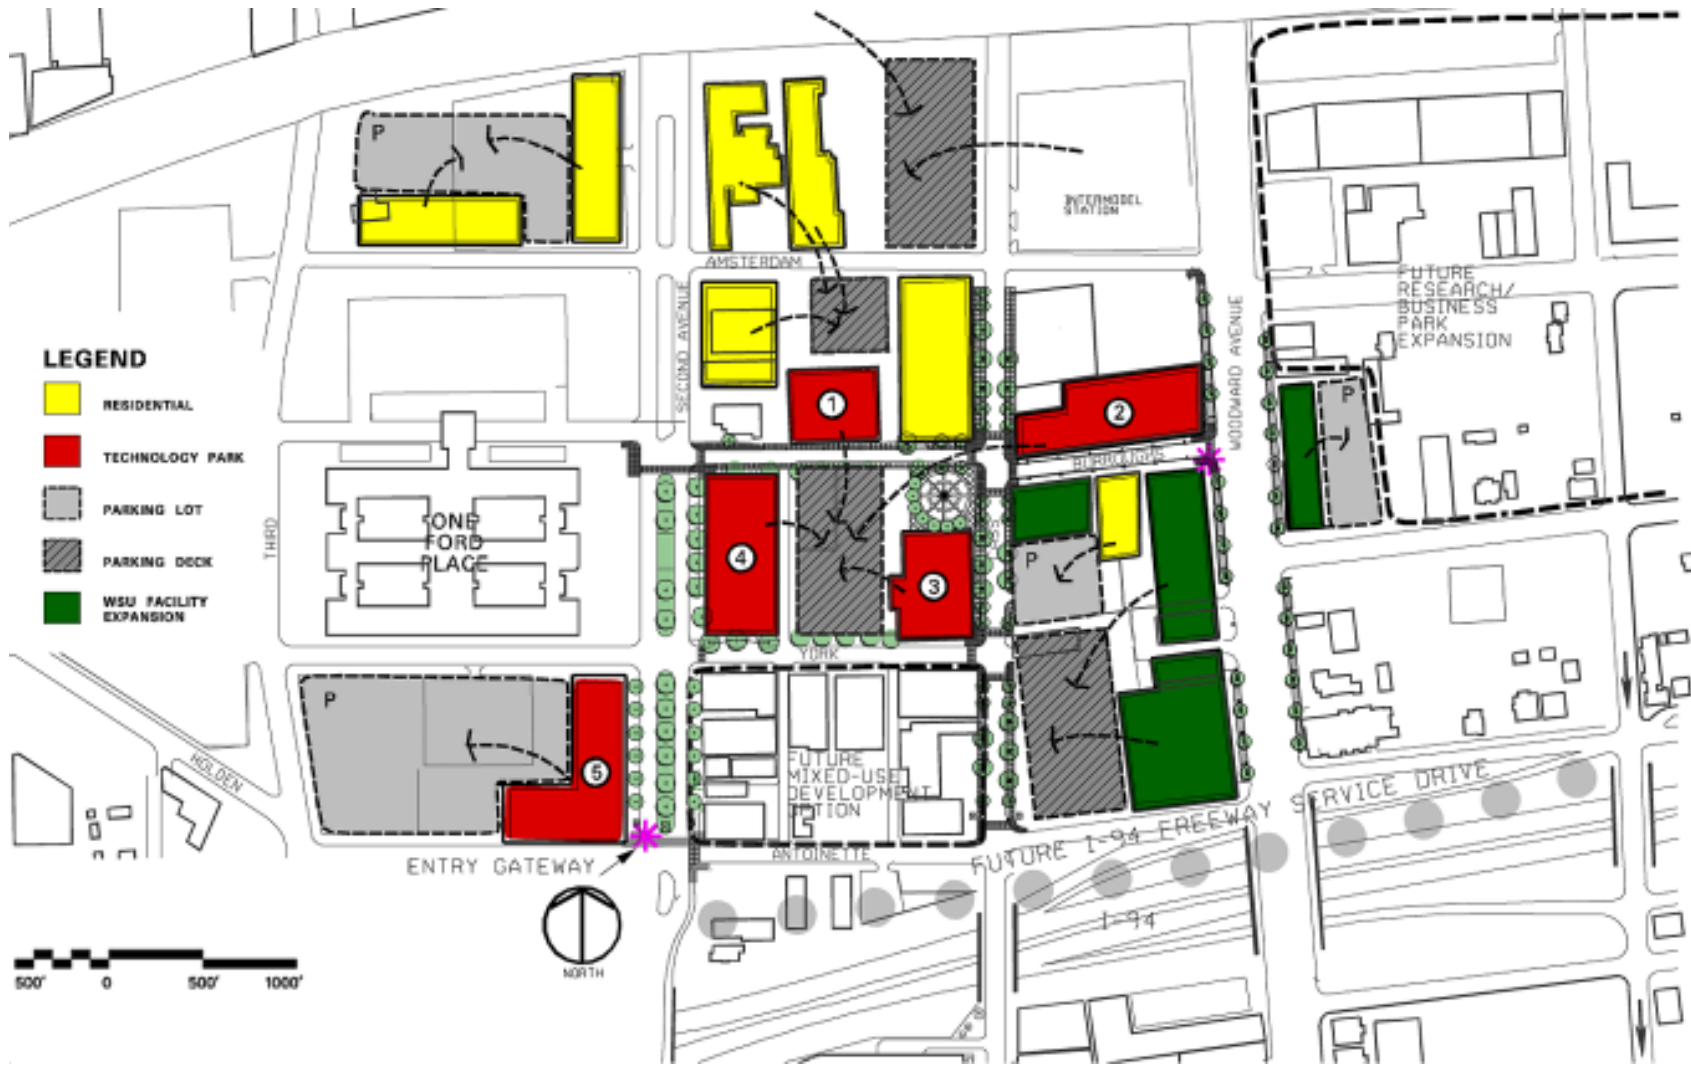 P
INTERMODEL
STATION
AMSTERDAM
SECOND AVENUE
WOODWARD AVENUE
FUTURE
RESEARCH/
BUSINESS
PARK
EXPANSION
LEGEND
RESIDENTIAL
TECHNOLOGY PARK
PARKING LOT
PARKING DECK
WSU FACILITY
EXPANSION
1
2
P
BURROUGHS
THIRD
ONE
FORD
PLACE
4
3
P
YORK
P
5
HOLDEN
FUTURE
MIXED-USE
DEVELOPMENT
OPTION
ENTRY GATEWAY
ANTOINETTE
FUTURE I-94 FREEWAY SERVICE DRIVE
I-94
NORTH
500' 0 500' 1000'